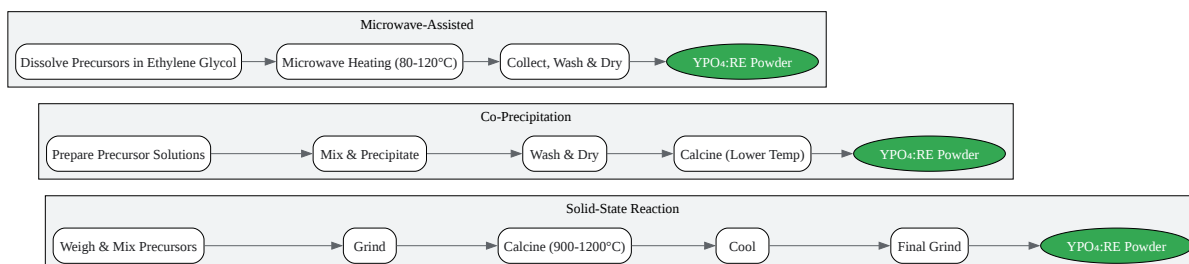 Microwave-Assisted
Dissolve Precursors in Ethylene Glycol
Microwave Heating (80-120°C)
Collect, Wash & Dry
YPO₄:RE Powder
Co-Precipitation
Prepare Precursor Solutions
Mix & Precipitate
Wash & Dry
Calcine (Lower Temp)
YPO₄:RE Powder
Solid-State Reaction
Weigh & Mix Precursors
Grind
Calcine (900-1200°C)
Cool
Final Grind
YPO₄:RE Powder